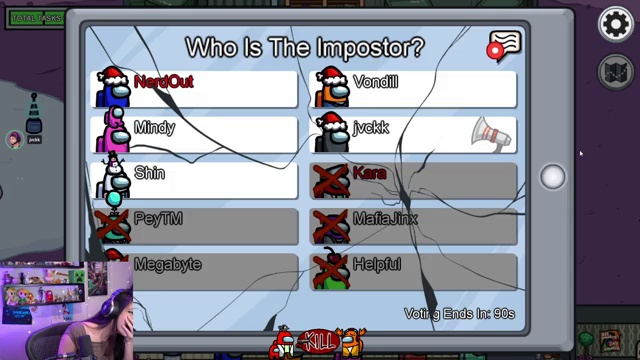 TOTAL TASKS
Who Is The Impostor?
NerdOut
Vondill
Mindy
jvckk
Shin
Kara
PeyTM
MafiaJinx
Megabyte
Helpful
jvckk
Voting Ends In: 90s
KILL